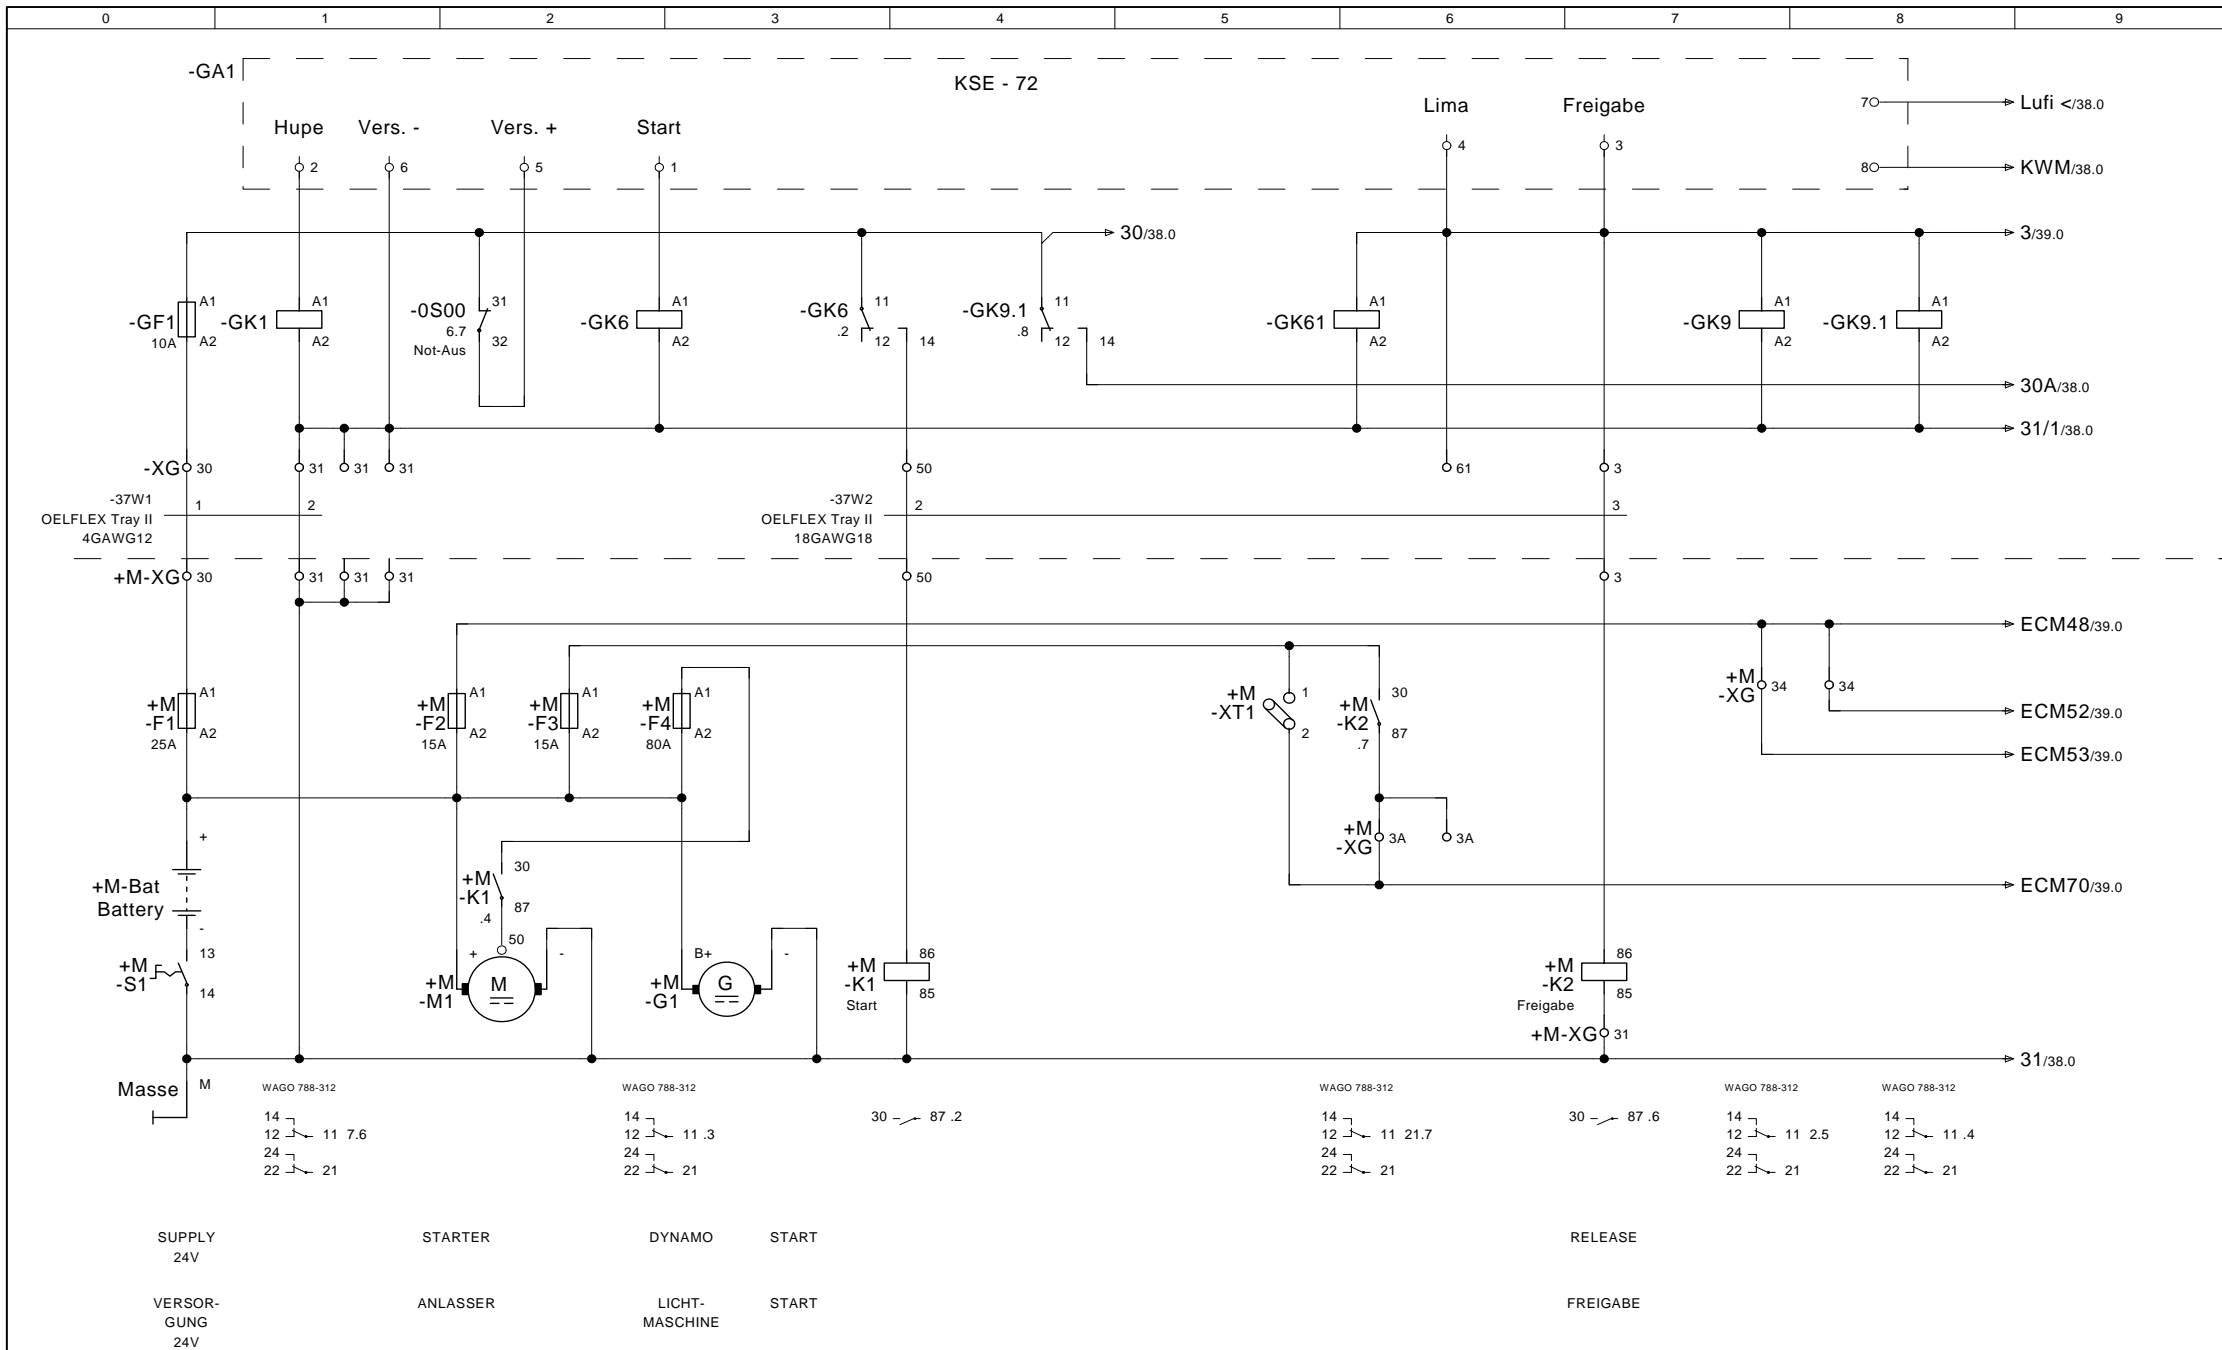 0 1 2 3 4 5 6 7 8 9
-GA1
KSE - 72
Hupe Vers. - Vers. + Start Lima Freigabe
7 Lufi </38.0
2 6 5 1 4 3
8 KWM/38.0
30/38.0 3/39.0
-GF1 10A A1 A2
-GK1 A1 A2
-0S00 6.7 Not-Aus 31 32
-GK6 A1 A2
-GK6 .2 11 12 14
-GK9.1 .8 11 12 14
-GK61 A1 A2
-GK9 A1 A2
-GK9.1 A1 A2
30A/38.0
31/1/38.0
-XG 30 31 31 31 50 61 3
-37W1 1 2
OELFLEX Tray II
4GAWG12
-37W2 2 3
OELFLEX Tray II
18GAWG18
+M-XG 30 31 31 31 50 3
ECM48/39.0
+M -F1 25A A1 A2
+M -F2 15A A1 A2
+M -F3 15A A1 A2
+M -F4 80A A1 A2
+M -XT1 1 2
+M -K2 .7 30 87
+M -XG 34 34
ECM52/39.0
ECM53/39.0
+M -XG 3A 3A
ECM70/39.0
+M-Bat
Battery
+ -
+M -S1 13 14
+M -K1 .4 30 87
50
+M -M1 + M -
+M -G1 B+ G -
+M -K1 Start 86 85
+M -K2 Freigabe 86 85
+M-XG 31
31/38.0
Masse M
WAGO 788-312
14
12 11 7.6
24
22 21
WAGO 788-312
14
12 11 .3
24
22 21
30 87 .2
WAGO 788-312
14
12 11 21.7
24
22 21
30 87 .6
WAGO 788-312
14
12 11 2.5
24
22 21
WAGO 788-312
14
12 11 .4
24
22 21
SUPPLY
24V
STARTER
DYNAMO
START
RELEASE
VERSOR-
GUNG
24V
ANLASSER
LICHT-
MASCHINE
START
FREIGABE